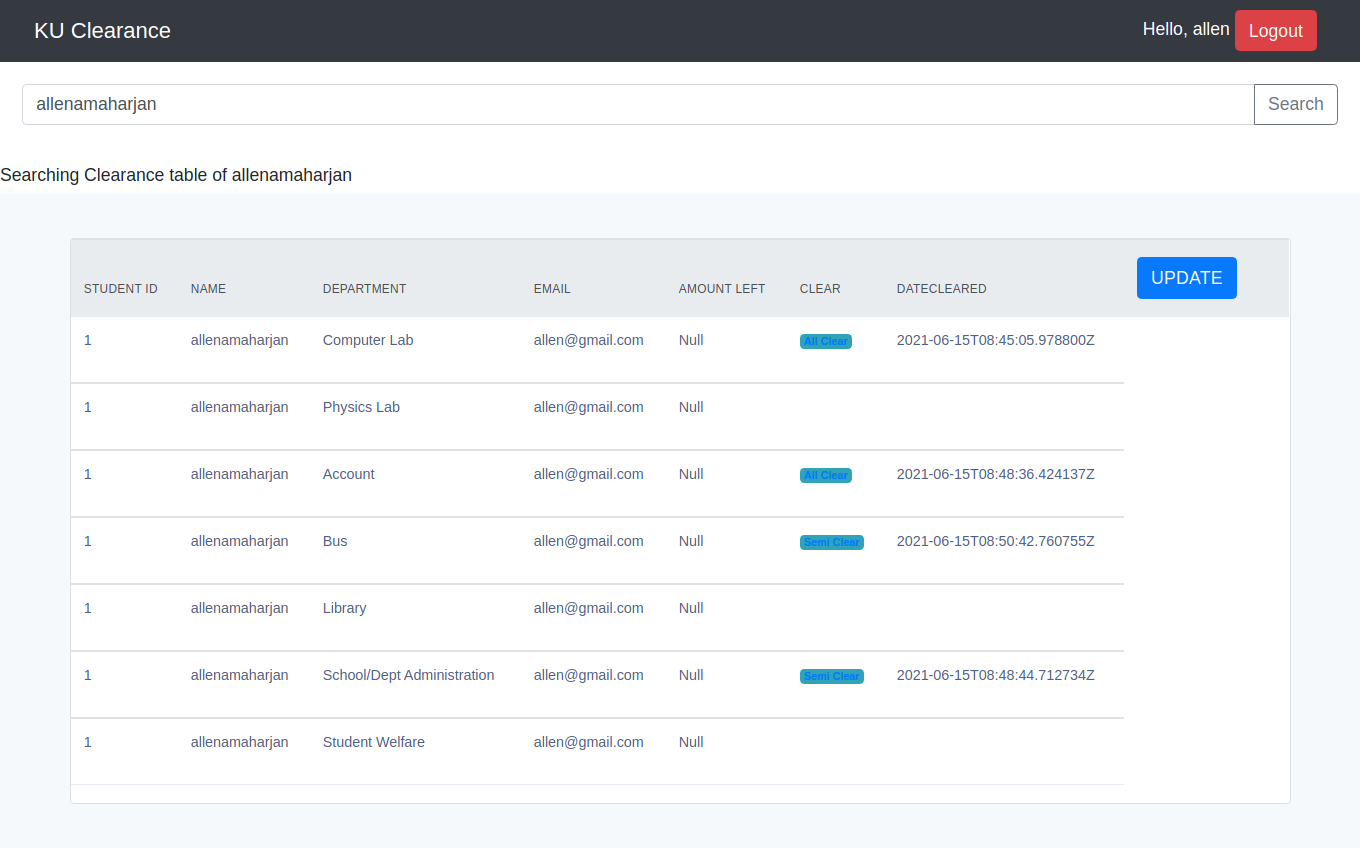 KU Clearance Hello, allen Logout
allenamaharjan Search
Searching Clearance table of allenamaharjan
STUDENT ID NAME DEPARTMENT EMAIL AMOUNT LEFT CLEAR DATECLEARED UPDATE
1 allenamaharjan Computer Lab allen@gmail.com Null All Clear 2021-06-15T08:45:05.978800Z
1 allenamaharjan Physics Lab allen@gmail.com Null
1 allenamaharjan Account allen@gmail.com Null All Clear 2021-06-15T08:48:36.424137Z
1 allenamaharjan Bus allen@gmail.com Null Semi Clear 2021-06-15T08:50:42.760755Z
1 allenamaharjan Library allen@gmail.com Null
1 allenamaharjan School/Dept Administration allen@gmail.com Null Semi Clear 2021-06-15T08:48:44.712734Z
1 allenamaharjan Student Welfare allen@gmail.com Null